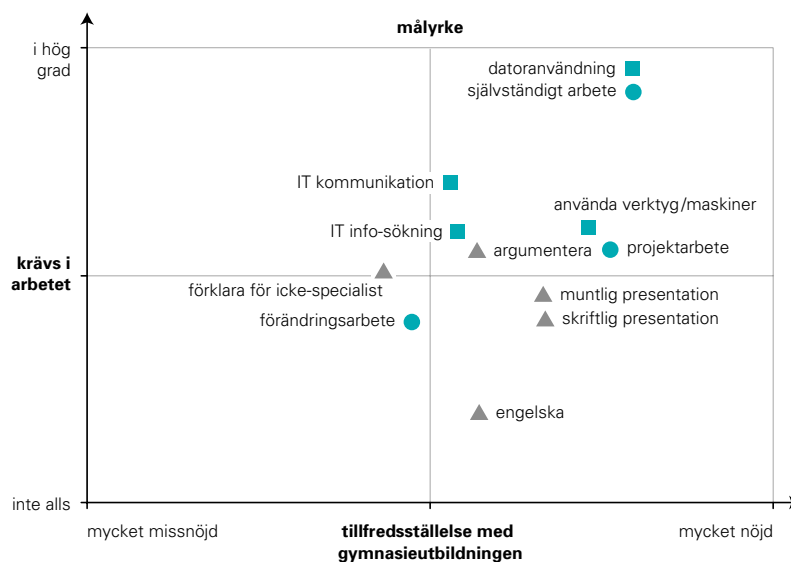 målyrke
i hög
grad
datoranvändning
självständigt arbete
IT kommunikation
använda verktyg/maskiner
IT info-sökning
argumentera
projektarbete
krävs i
arbetet
förklara för icke-specialist
muntlig presentation
förändringsarbete
skriftlig presentation
engelska
inte alls
mycket missnöjd
tillfredsställelse med
gymnasieutbildningen
mycket nöjd